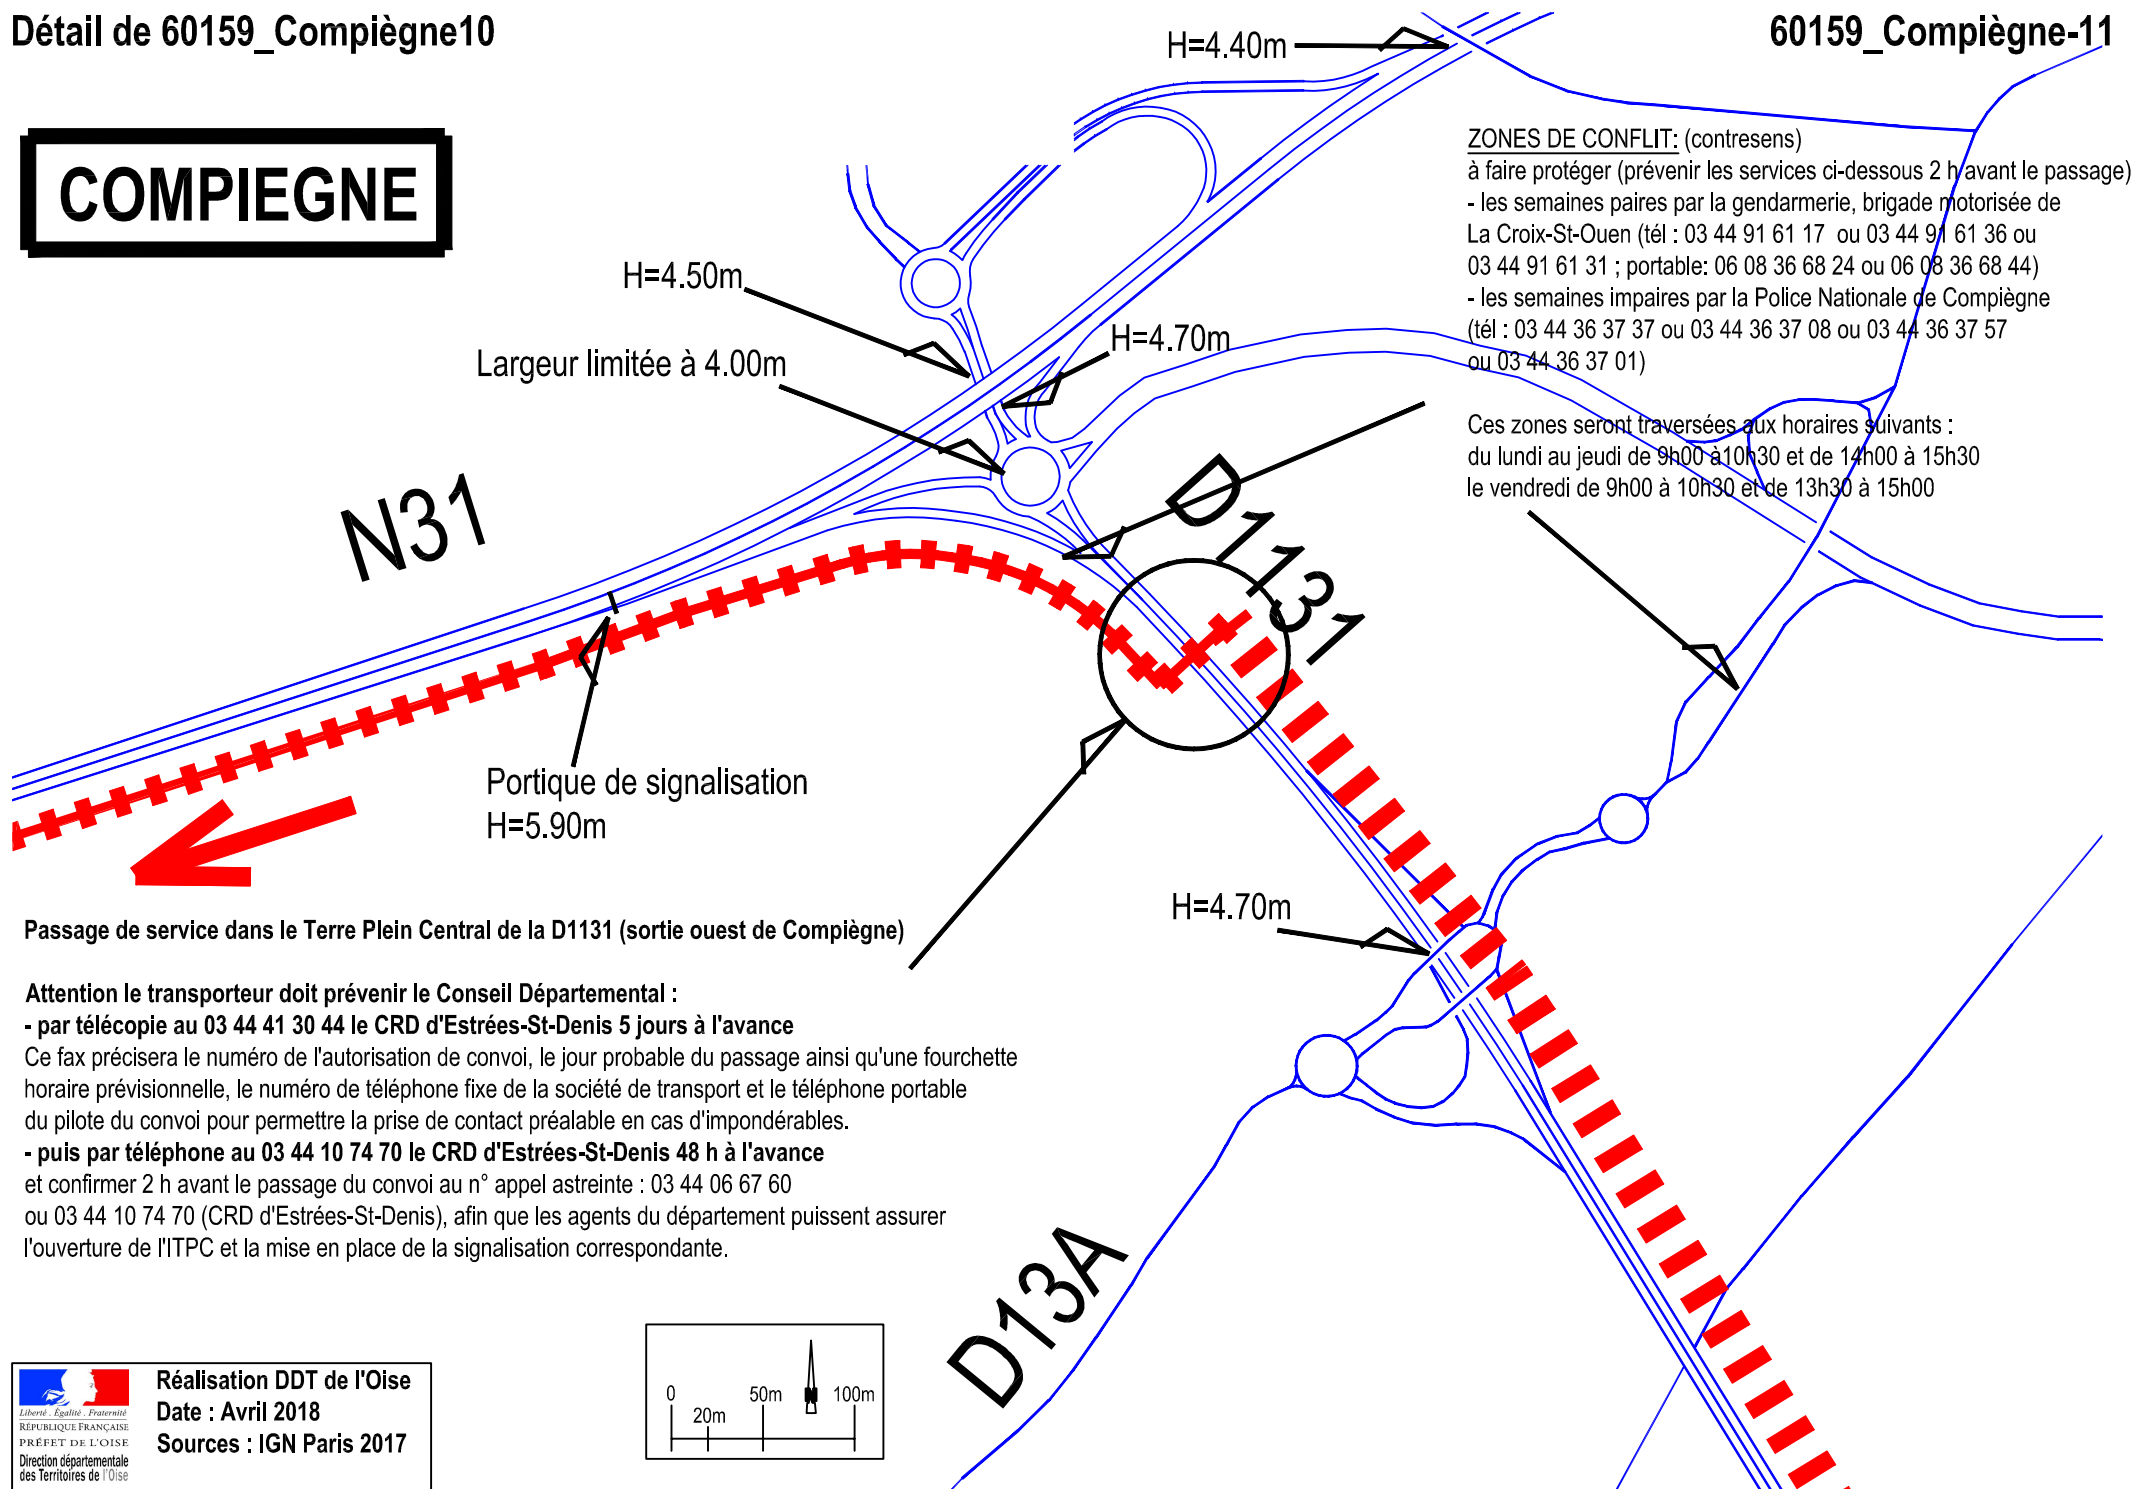 Détail de 60159_Compiègne10
60159_Compiègne-11
COMPIEGNE
H=4.40m
ZONES DE CONFLIT: (contresens)
à faire protéger (prévenir les services ci-dessous 2 h avant le passage)
- les semaines paires par la gendarmerie, brigade motorisée de
La Croix-St-Ouen (tél : 03 44 91 61 17 ou 03 44 91 61 36 ou
03 44 91 61 31 ; portable: 06 08 36 68 24 ou 06 08 36 68 44)
- les semaines impaires par la Police Nationale de Compiègne
(tél : 03 44 36 37 37 ou 03 44 36 37 08 ou 03 44 36 37 57
ou 03 44 36 37 01)
Ces zones seront traversées aux horaires suivants :
du lundi au jeudi de 9h00 à10h30 et de 14h00 à 15h30
le vendredi de 9h00 à 10h30 et de 13h30 à 15h00
H=4.50m
H=4.70m
Largeur limitée à 4.00m
N31
D1131
Portique de signalisation
H=5.90m
H=4.70m
Passage de service dans le Terre Plein Central de la D1131 (sortie ouest de Compiègne)
Attention le transporteur doit prévenir le Conseil Départemental :
- par télécopie au 03 44 41 30 44 le CRD d'Estrées-St-Denis 5 jours à l'avance
Ce fax précisera le numéro de l'autorisation de convoi, le jour probable du passage ainsi qu'une fourchette
horaire prévisionnelle, le numéro de téléphone fixe de la société de transport et le téléphone portable
du pilote du convoi pour permettre la prise de contact préalable en cas d'impondérables.
- puis par téléphone au 03 44 10 74 70 le CRD d'Estrées-St-Denis 48 h à l'avance
et confirmer 2 h avant le passage du convoi au n° appel astreinte : 03 44 06 67 60
ou 03 44 10 74 70 (CRD d'Estrées-St-Denis), afin que les agents du département puissent assurer
l'ouverture de l'ITPC et la mise en place de la signalisation correspondante.
D13A
0 20m 50m N 100m
Liberté . Égalité . Fraternité
RÉPUBLIQUE FRANÇAISE
PRÉFET DE L'OISE
Direction départementale
des Territoires de l'Oise
Réalisation DDT de l'Oise
Date : Avril 2018
Sources : IGN Paris 2017